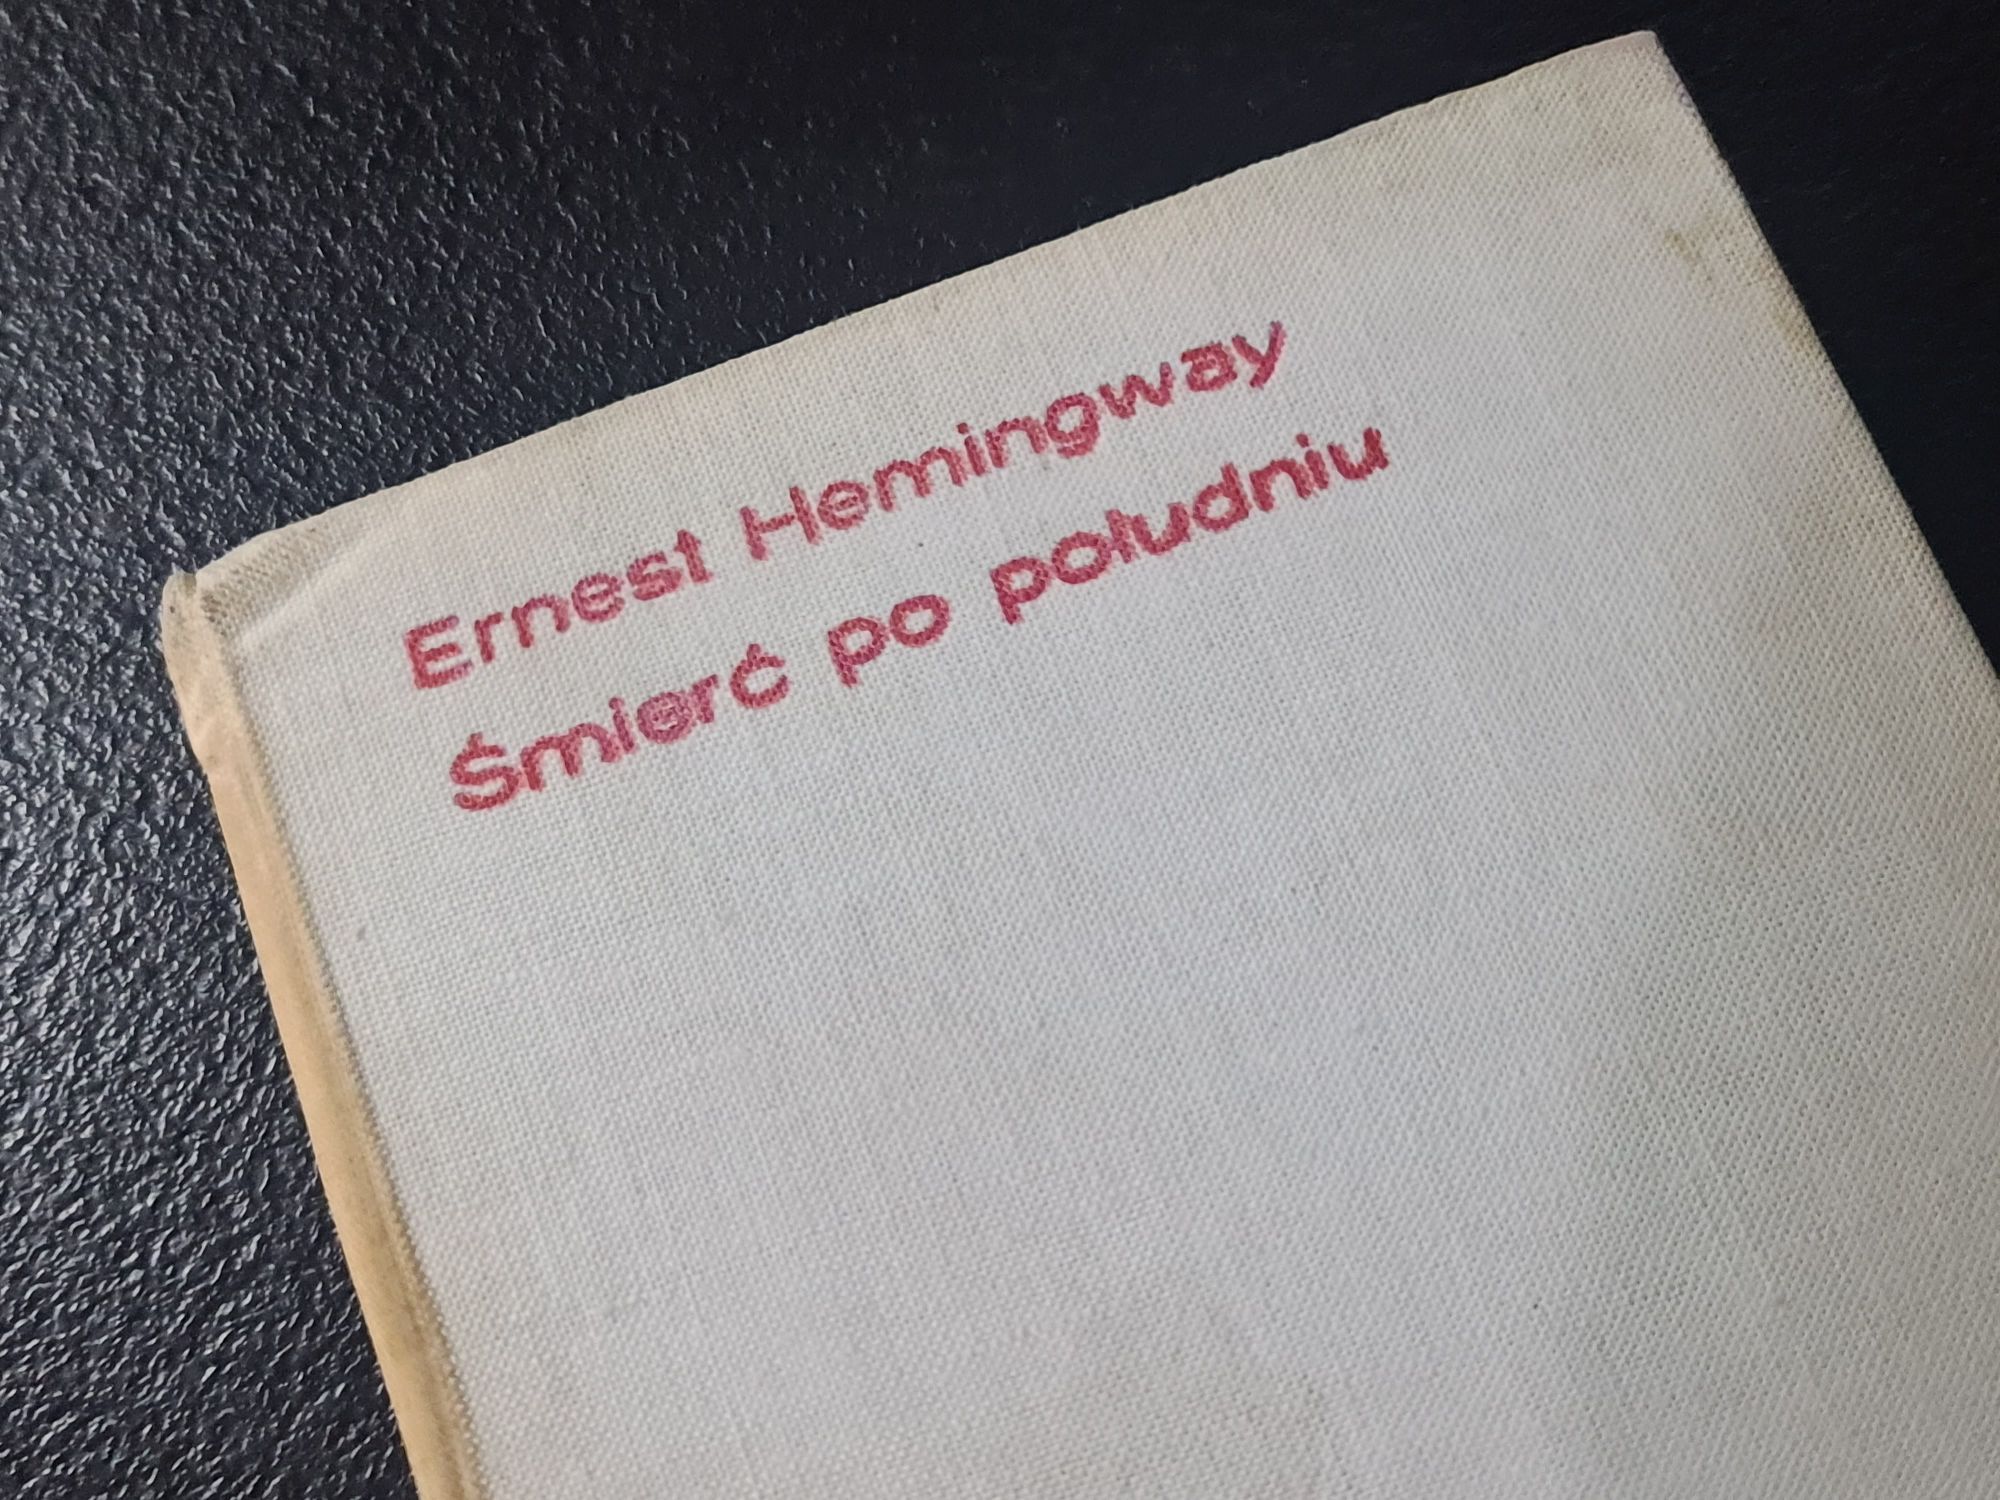 Ernest Hemingway
Śmierć po południu